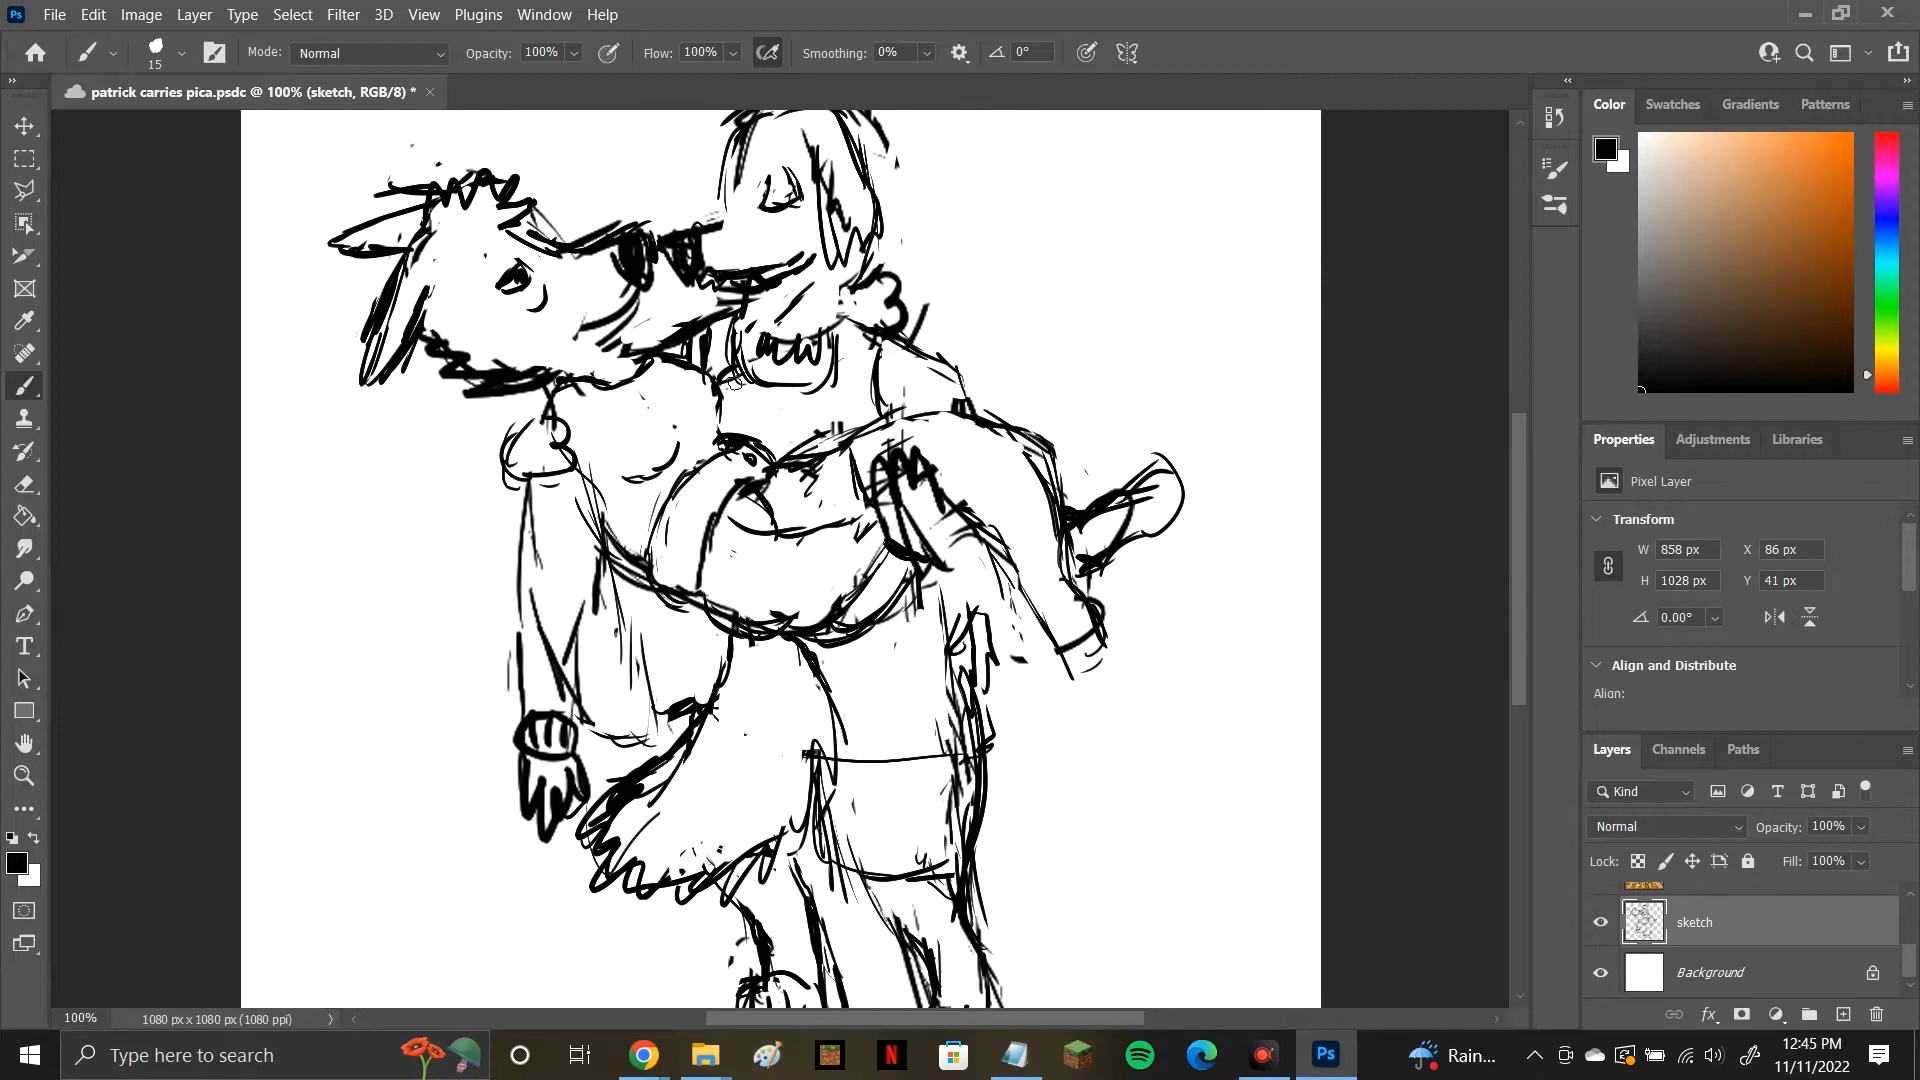 Ps File Edit Image Layer Type Select Filter 3D View Plugins Window Help
15 Mode: Normal Opacity: 100% Flow: 100% Smoothing: 0% 0°
patrick carries pica.psdc @ 100% (sketch, RGB/8) *
Color Swatches Gradients Patterns
Properties Adjustments Libraries
Pixel Layer
Transform
W 858 px X 86 px
H 1028 px Y 41 px
0.00°
Align and Distribute
Align:
Layers Channels Paths
Kind
Normal Opacity: 100%
Lock: Fill: 100%
sketch
Background
100% 1080 px x 1080 px (1080 ppi)
Type here to search
N
Ps
Rain...
12:45 PM
11/11/2022